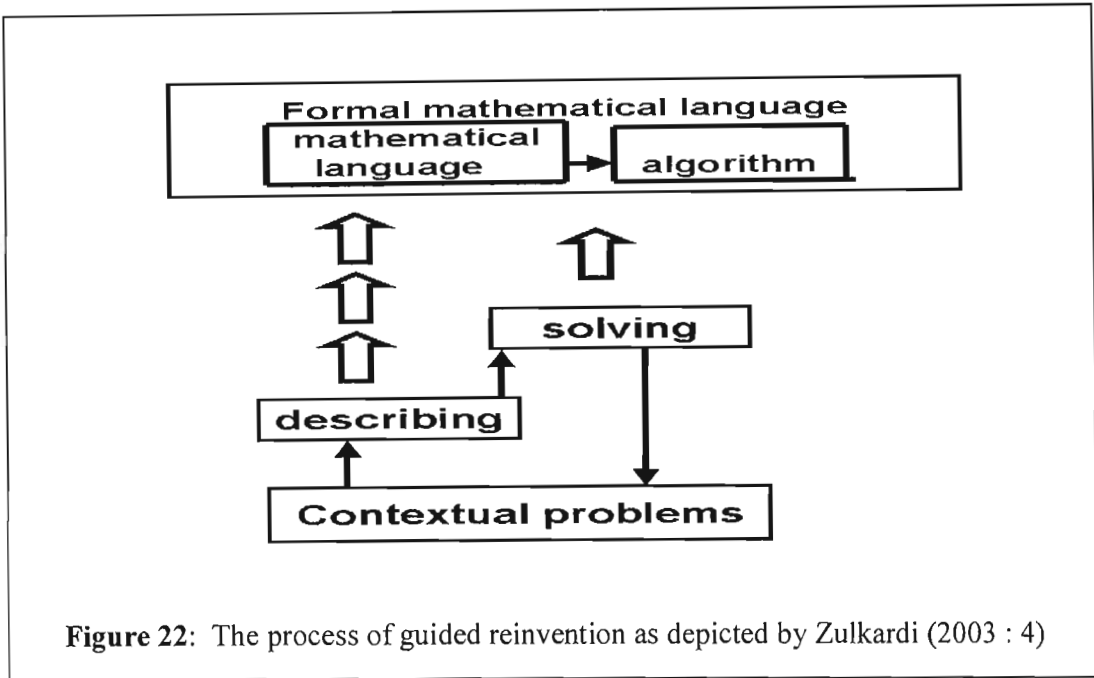 Formal mathematical language
mathematical
language
algorithm
solving
describing
Contextual problems
Figure 22: The process of guided reinvention as depicted by Zulkardi (2003 : 4)